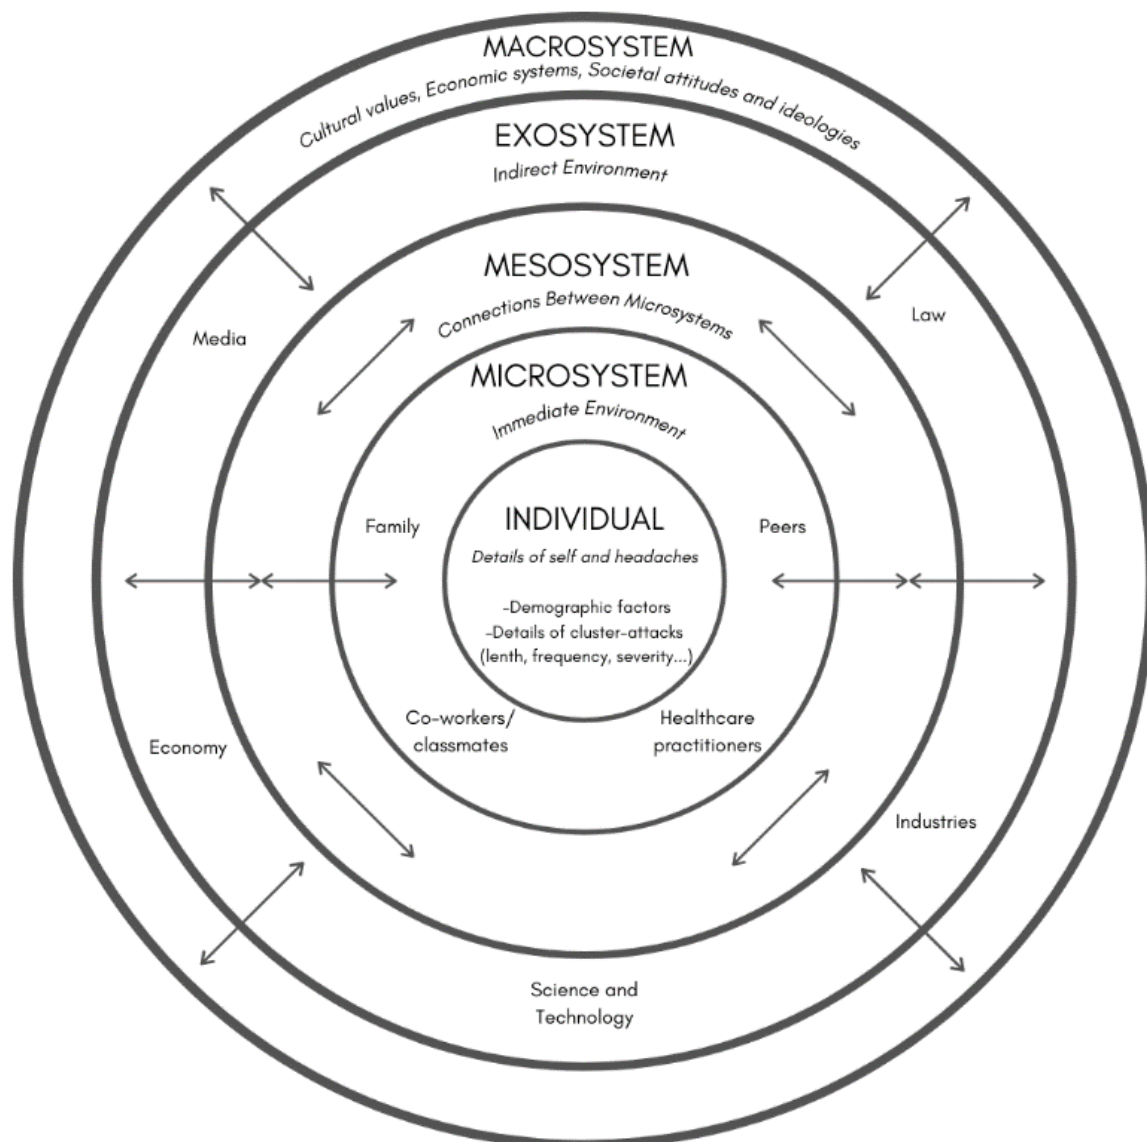 MACROSYSTEM
Cultural values, Economic systems, Societal attitudes and ideologies
EXOSYSTEM
Indirect Environment
MESOSYSTEM
Connections Between Microsystems
Media
Law
MICROSYSTEM
Immediate Environment
INDIVIDUAL
Details of self and headaches
-Demographic factors
-Details of cluster-attacks
(lenth, frequency, severity...)
Family
Peers
Co-workers/
classmates
Healthcare
practitioners
Economy
Industries
Science and
Technology